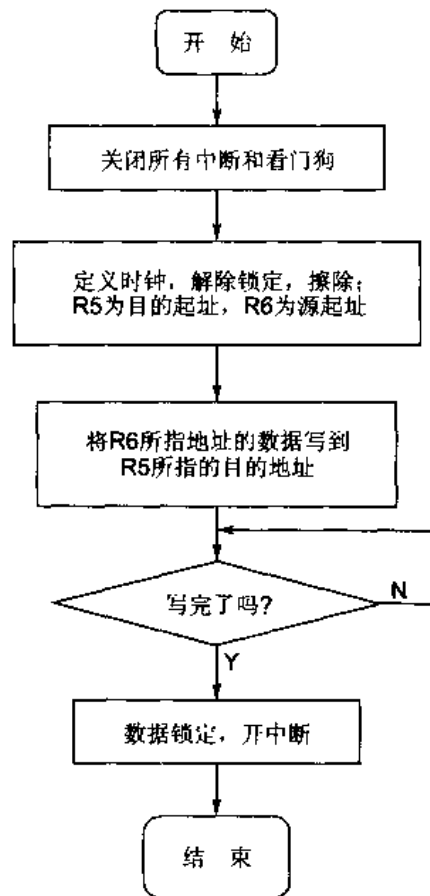 开 始
关闭所有中断和看门狗
定义时钟，解除锁定，擦除；
R5为目的起址，R6为源起址
将R6所指地址的数据写到
R5所指的目的地址
写完了吗?
N
Y
数据锁定，开中断
结 束